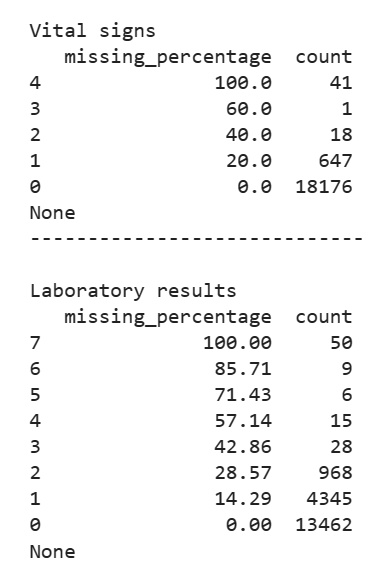 Vital signs
missing_percentage count
4 100.0 41
3 60.0 1
2 40.0 18
1 20.0 647
0 0.0 18176
None
------------------------------
Laboratory results
missing_percentage count
7 100.00 50
6 85.71 9
5 71.43 6
4 57.14 15
3 42.86 28
2 28.57 968
1 14.29 4345
0 0.00 13462
None